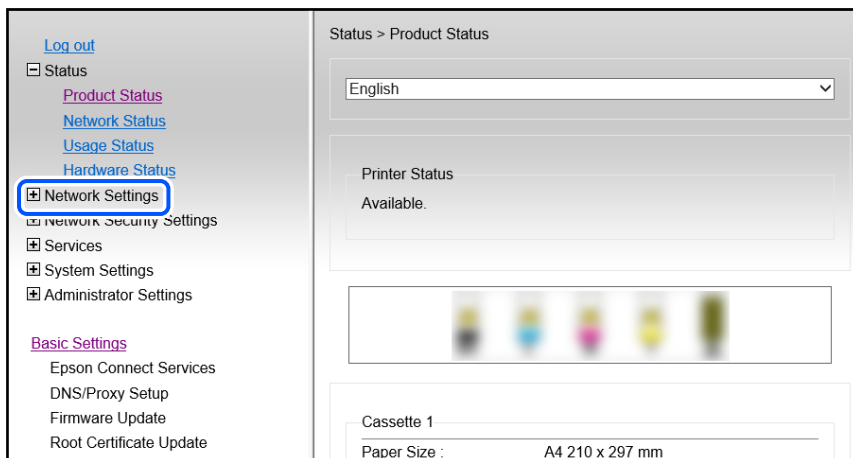 Log out
Status
Product Status
Network Status
Usage Status
Hardware Status
Network Settings
Network Security Settings
Services
System Settings
Administrator Settings
Basic Settings
Epson Connect Services
DNS/Proxy Setup
Firmware Update
Root Certificate Update
Status > Product Status
English
Printer Status
Available.
Cassette 1
Paper Size : A4 210 x 297 mm